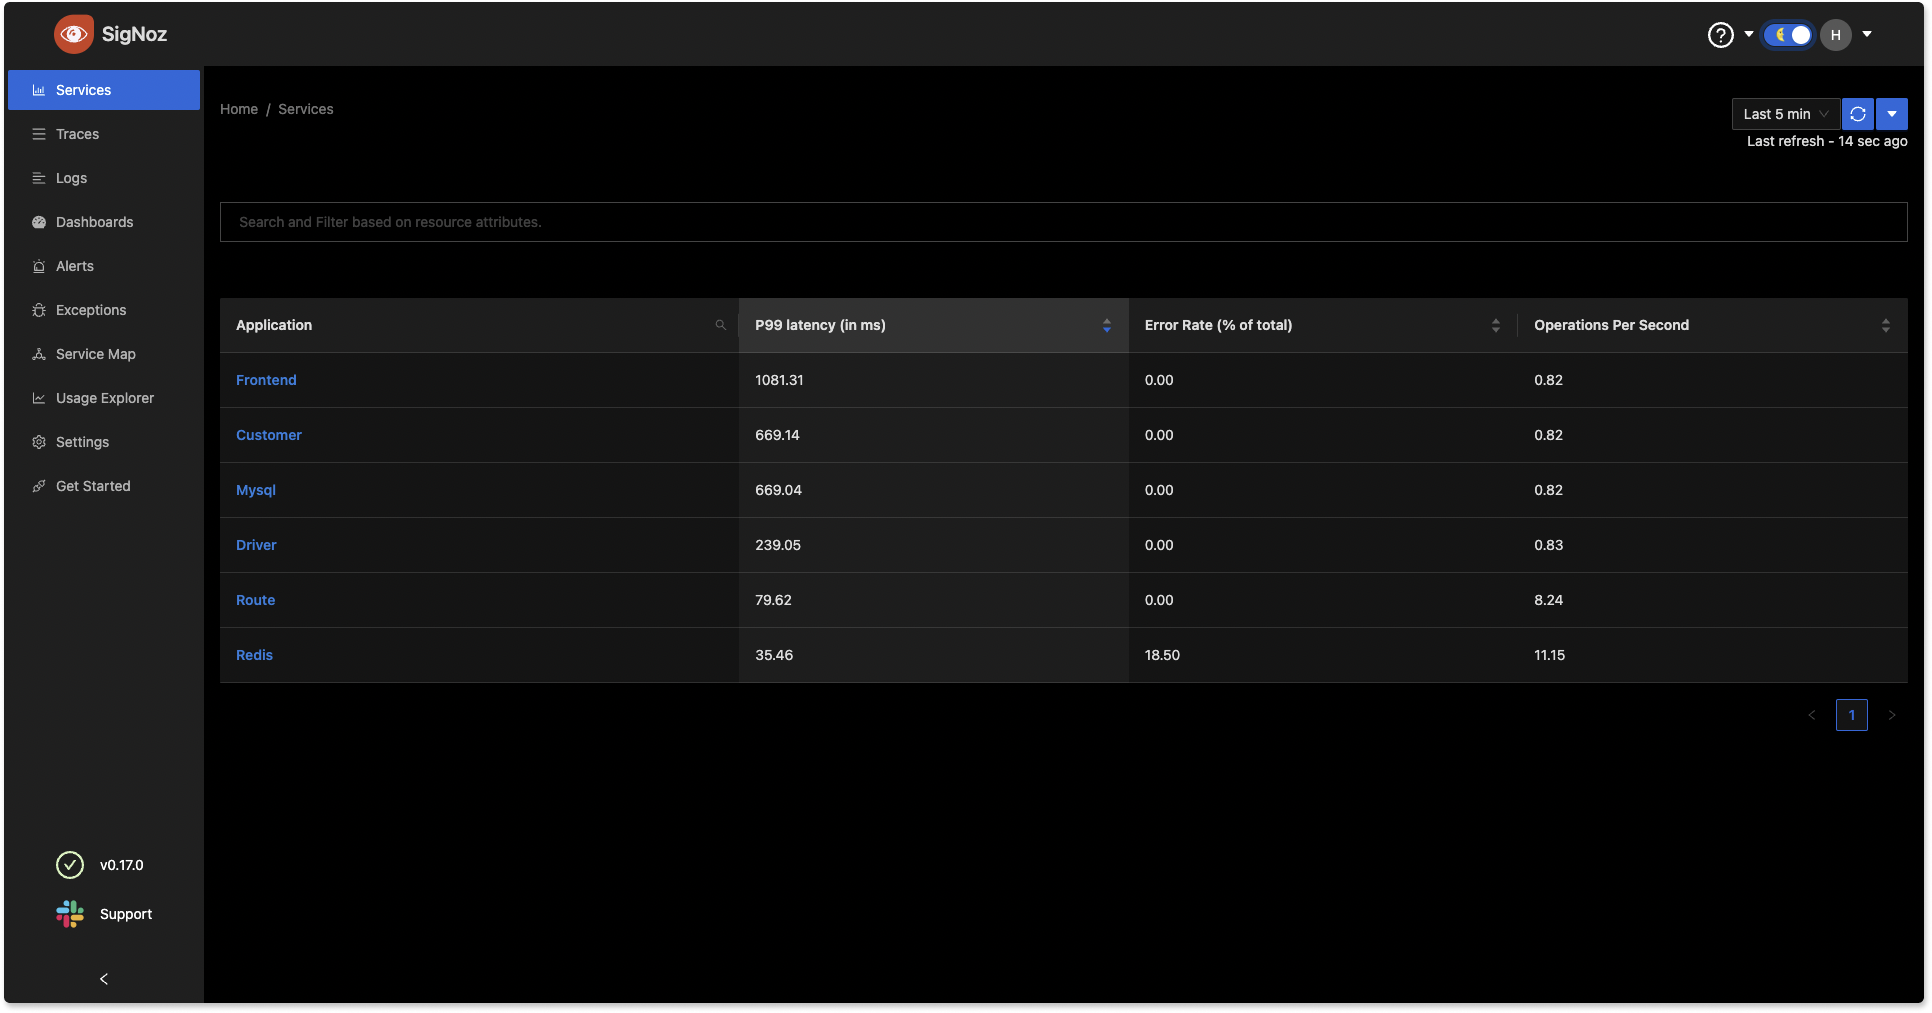 SigNoz
?
H
Services
Traces
Logs
Dashboards
Alerts
Exceptions
Service Map
Usage Explorer
Settings
Get Started
v0.17.0
Support
Home / Services
Last 5 min
Last refresh - 14 sec ago
Search and Filter based on resource attributes.
Application P99 latency (in ms) Error Rate (% of total) Operations Per Second
Frontend 1081.31 0.00 0.82
Customer 669.14 0.00 0.82
Mysql 669.04 0.00 0.82
Driver 239.05 0.00 0.83
Route 79.62 0.00 8.24
Redis 35.46 18.50 11.15
1